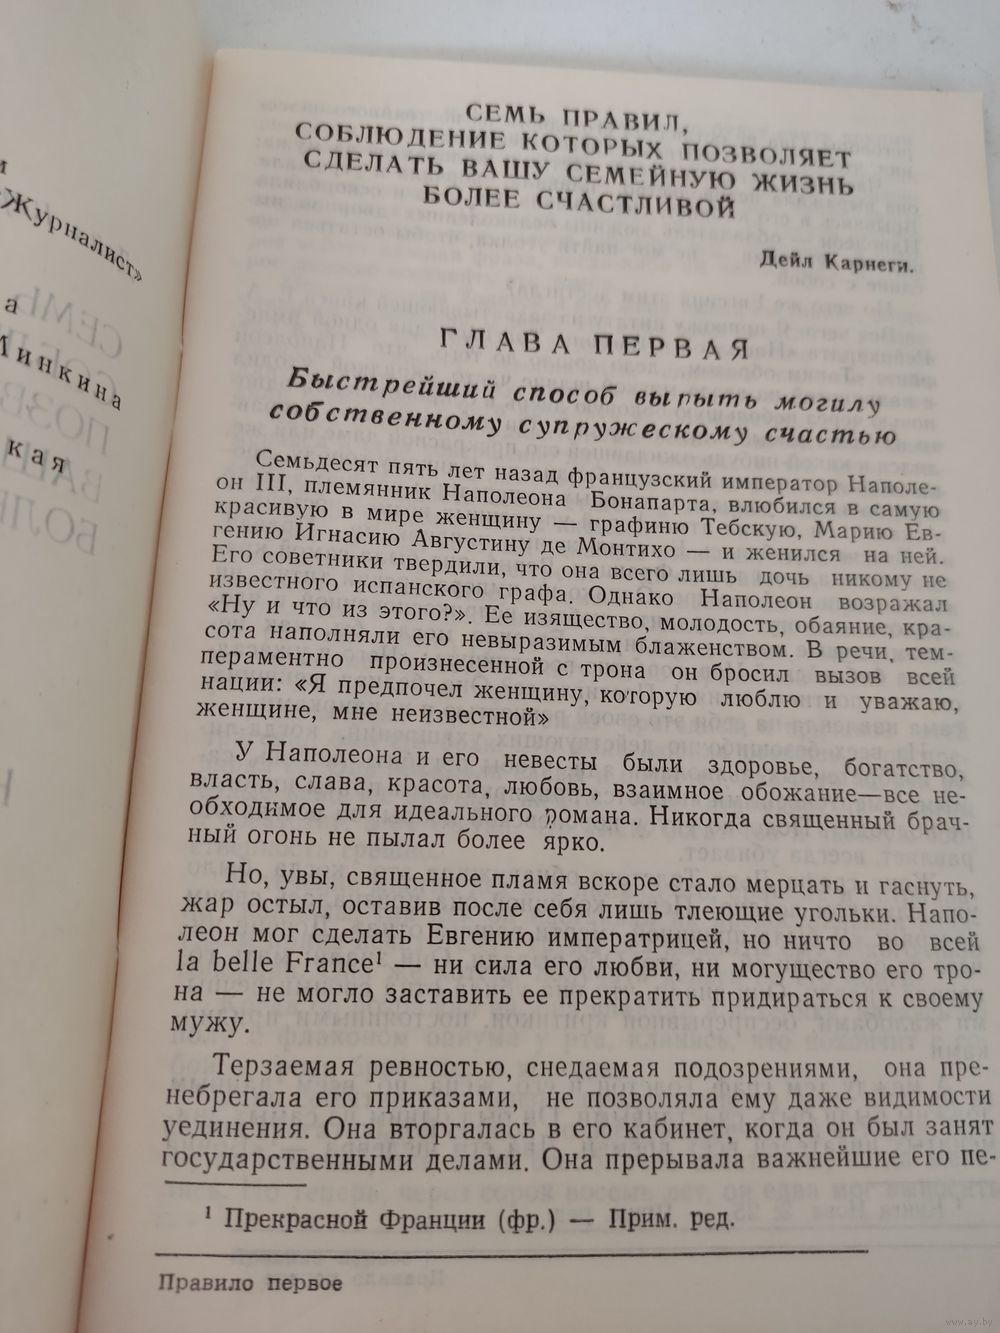 и
«Журналист»
а
Минкина
кая
СЕМЬ ПРАВИЛ,
СОБЛЮДЕНИЕ КОТОРЫХ ПОЗВОЛЯЕТ
СДЕЛАТЬ ВАШУ СЕМЕЙНУЮ ЖИЗНЬ
БОЛЕЕ СЧАСТЛИВОЙ
Дейл Карнеги.
ГЛАВА ПЕРВАЯ
Быстрейший способ вырыть могилу
собственному супружескому счастью
Семьдесят пять лет назад французский император Наполе-
он III, племянник Наполеона Бонапарта, влюбился в самую
красивую в мире женщину — графиню Тебскую, Марию Ев-
гению Игнасию Августину де Монтихо — и женился на ней.
Его советники твердили, что она всего лишь дочь никому не
известного испанского графа. Однако Наполеон возражал
«Ну и что из этого?». Ее изящество, молодость, обаяние, кра-
сота наполняли его невыразимым блаженством. В речи, тем-
пераментно произнесенной с трона он бросил вызов всей
нации: «Я предпочел женщину, которую люблю и уважаю,
женщине, мне неизвестной»
У Наполеона и его невесты были здоровье, богатство,
власть, слава, красота, любовь, взаимное обожание—все не-
обходимое для идеального романа. Никогда священный брач-
ный огонь не пылал более ярко.
Но, увы, священное пламя вскоре стало мерцать и гаснуть,
жар остыл, оставив после себя лишь тлеющие угольки. Напо-
леон мог сделать Евгению императрицей, но ничто во всей
la belle France¹ — ни сила его любви, ни могущество его тро-
на — не могло заставить ее прекратить придираться к своему
мужу.
Терзаемая ревностью, снедаемая подозрениями, она пре-
небрегала его приказами, не позволяла ему даже видимости
уединения. Она вторгалась в его кабинет, когда он был занят
государственными делами. Она прерывала важнейшие его пе-
¹ Прекрасной Франции (фр.) — Прим. ред.
Правило первое
www.ay.by